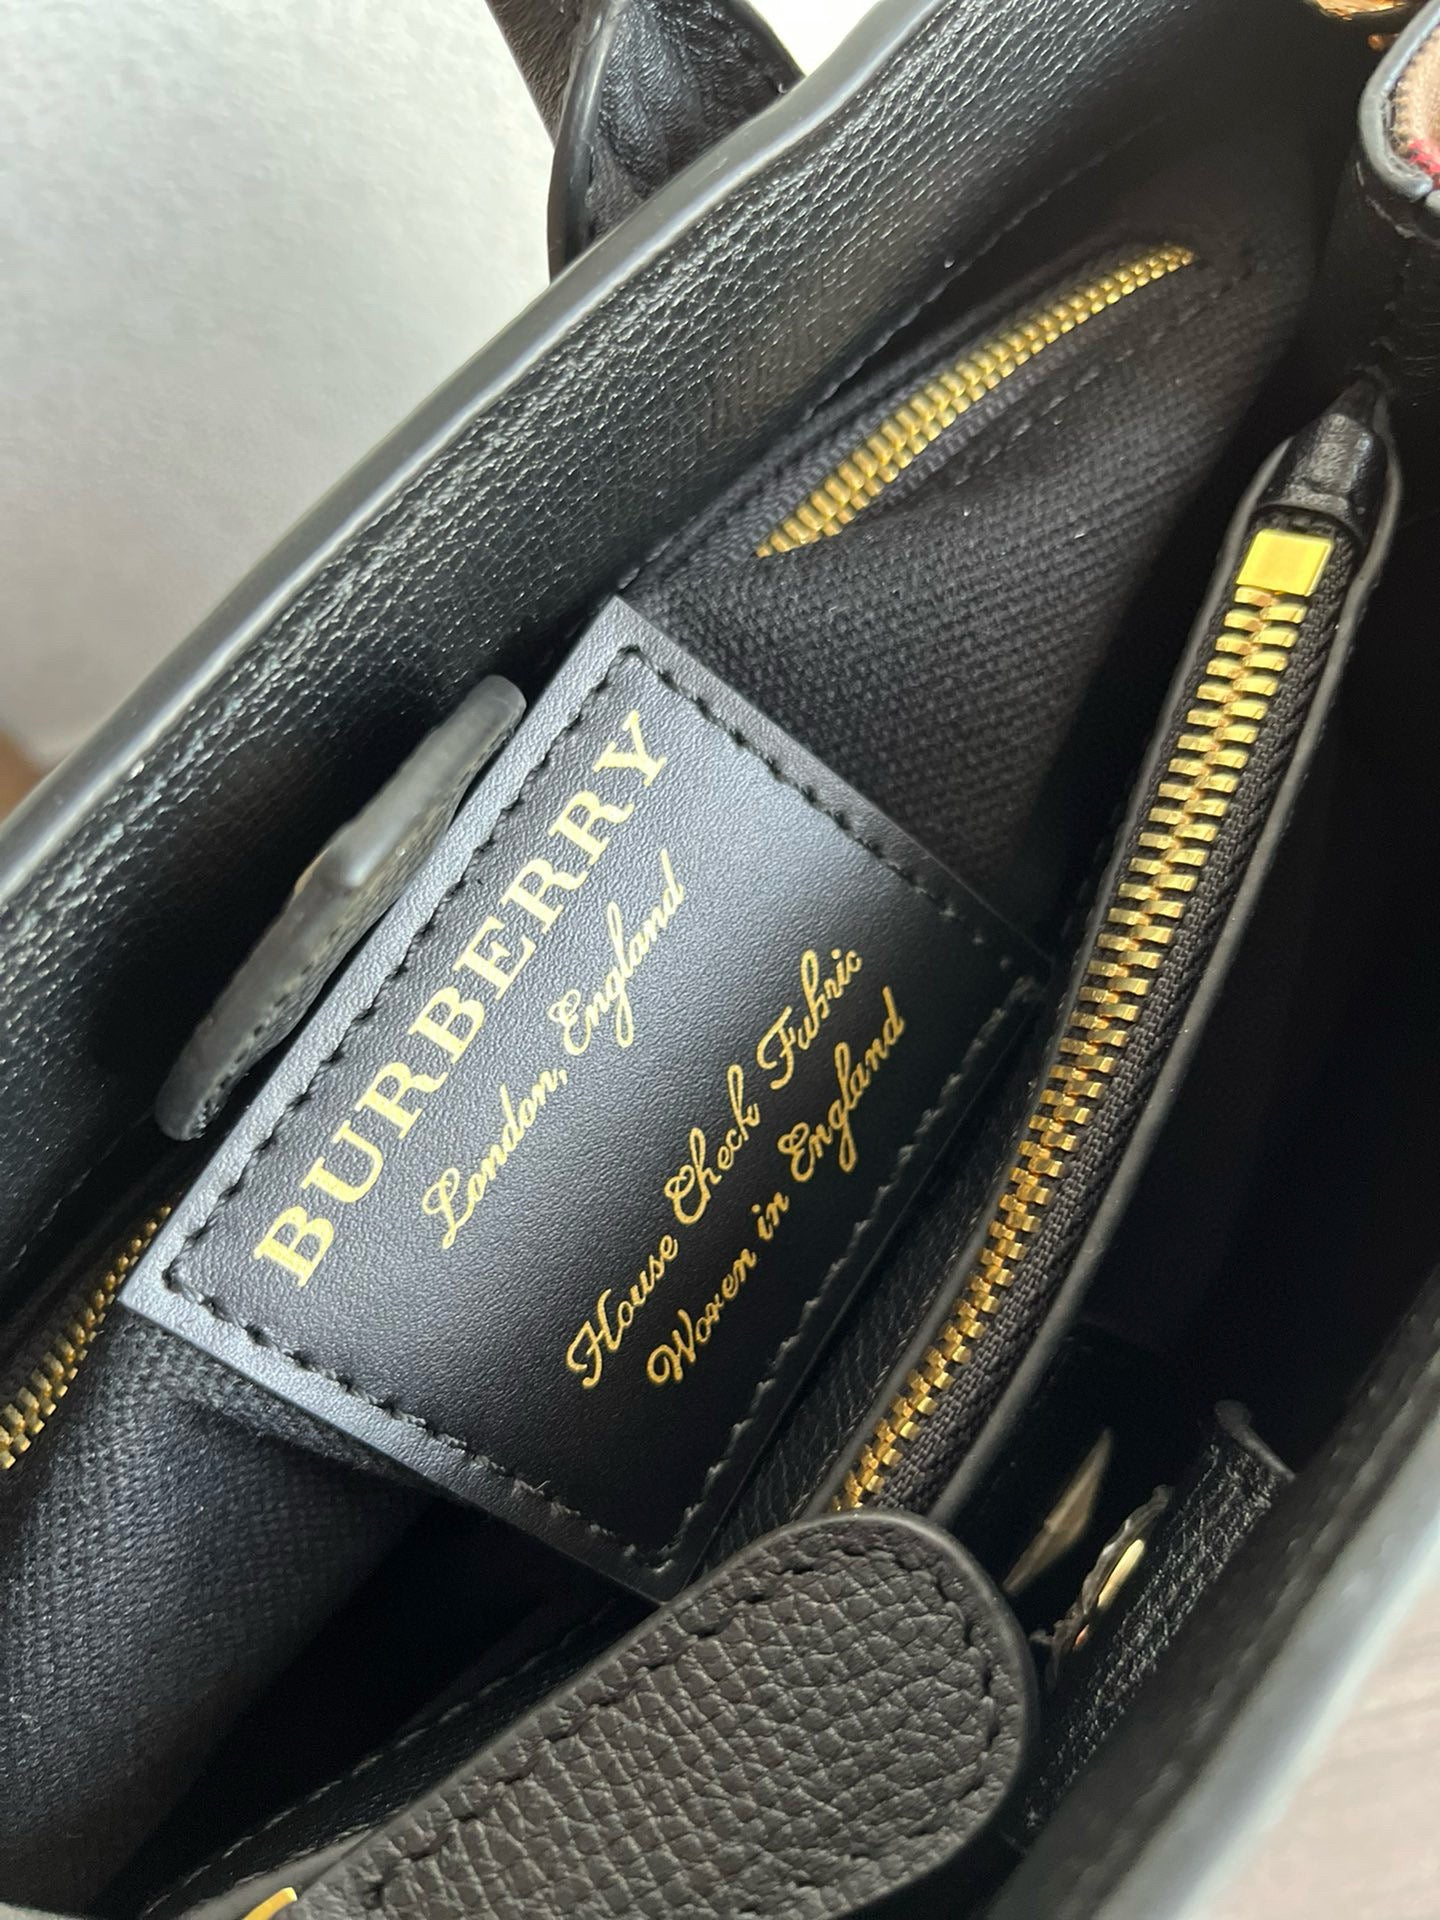 BURBERRY
London, England
House Check Fabric
Woven in England